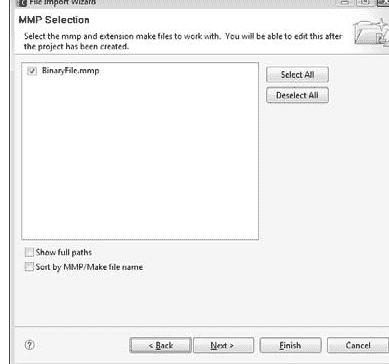 File Import Wizard
MMP Selection
Select the mmp and extension make files to work with. You will be able to edit this after
the project has been created.
BinaryFile.mmp
Select All
Deselect All
Show full paths
Sort by MMP/Make file name
?
< Back
Next >
Finish
Cancel